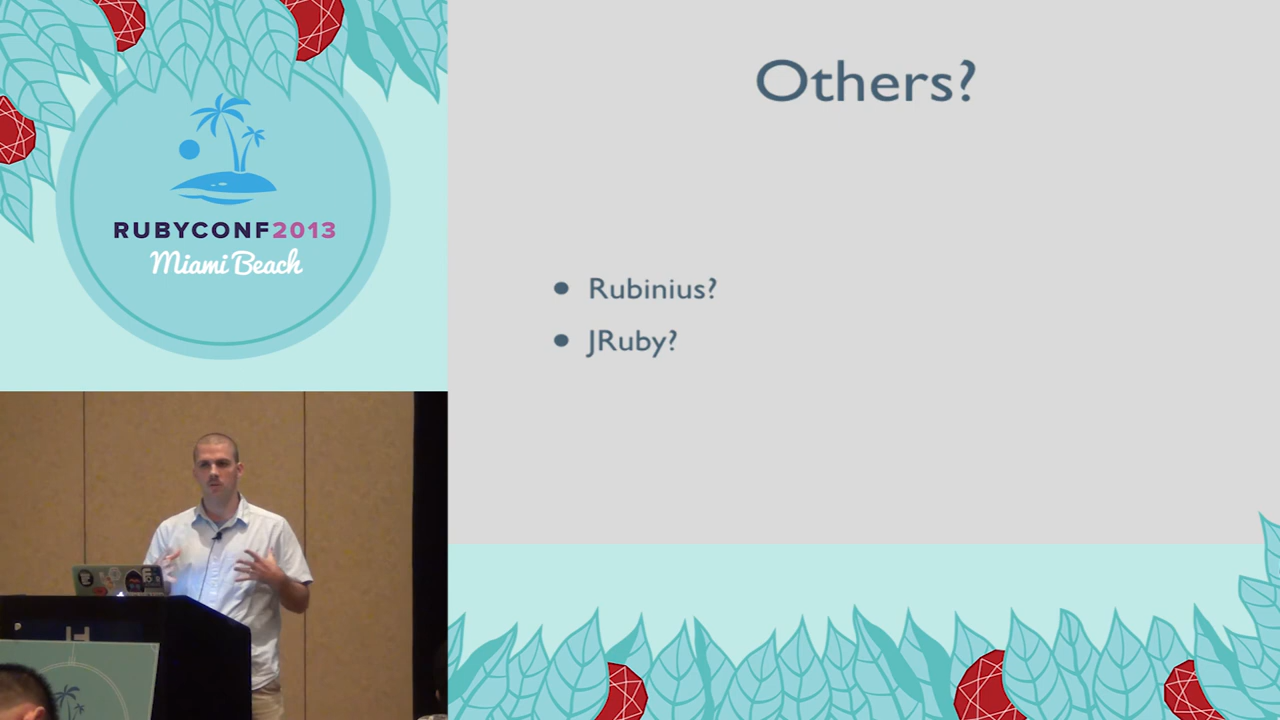 RUBYCONF2013
Miami Beach
Others?
• Rubinius?
• JRuby?